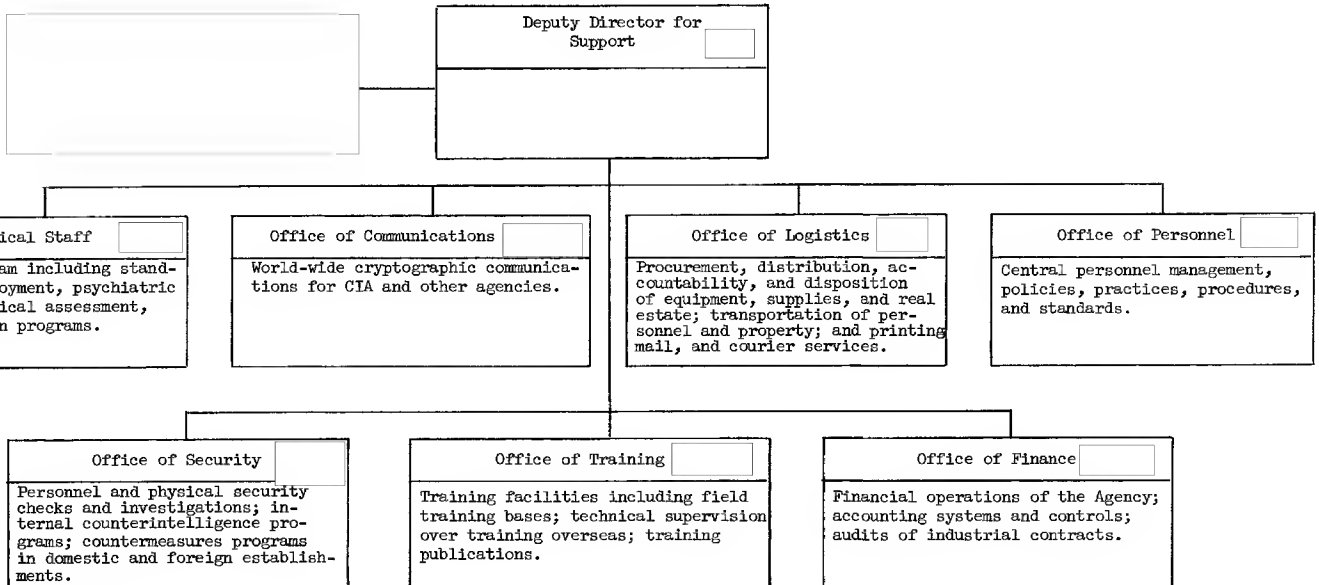 Deputy Director for
Support
ical Staff
am including stand-
oyment, psychiatric
ical assessment,
n programs.
Office of Communications
World-wide cryptographic communica-
tions for CIA and other agencies.
Office of Logistics
Procurement, distribution, ac-
countability, and disposition
of equipment, supplies, and real
estate; transportation of per-
sonnel and property; and printing
mail, and courier services.
Office of Personnel
Central personnel management,
policies, practices, procedures,
and standards.
Office of Security
Personnel and physical security
checks and investigations; in-
ternal counterintelligence pro-
grams; countermeasures programs
in domestic and foreign establish-
ments.
Office of Training
Training facilities including field
training bases; technical supervision
over training overseas; training
publications.
Office of Finance
Financial operations of the Agency;
accounting systems and controls;
audits of industrial contracts.